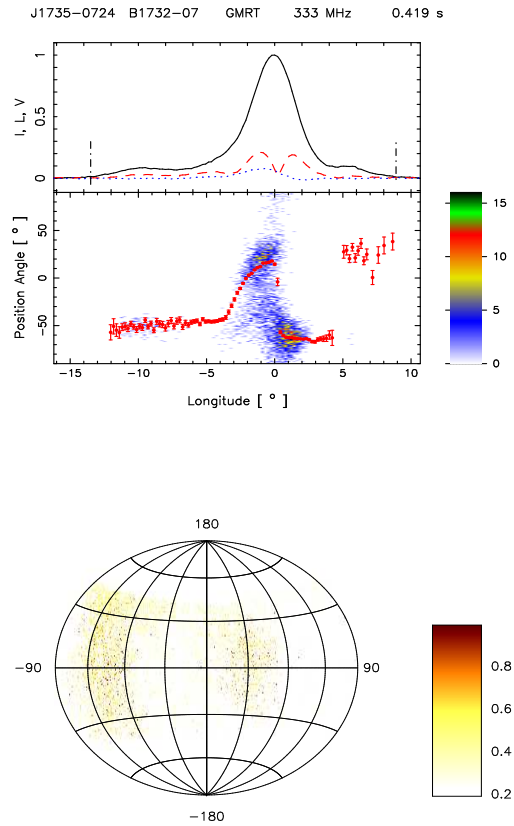 J1735−0724 B1732−07 GMRT 333 MHz 0.419 s
I, L, V
0 0.5 1
Position Angle [ ° ]
−50 0 50
−15 −10 −5 0 5 10
Longitude [ ° ]
0 5 10 15
180
−90 90
−180
0.2 0.4 0.6 0.8